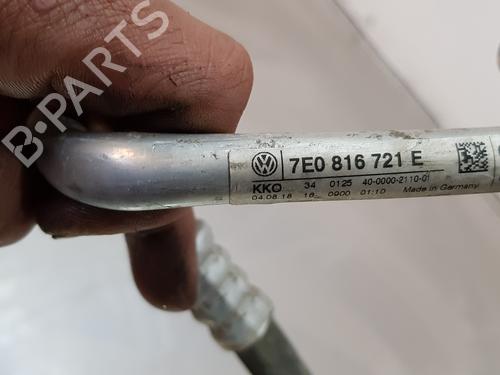 B-PARTS
7E0 816 721 E
KKO 34 0125 40-0000-2110-01
04.08.18 18 0900 01:10 Made in Germany